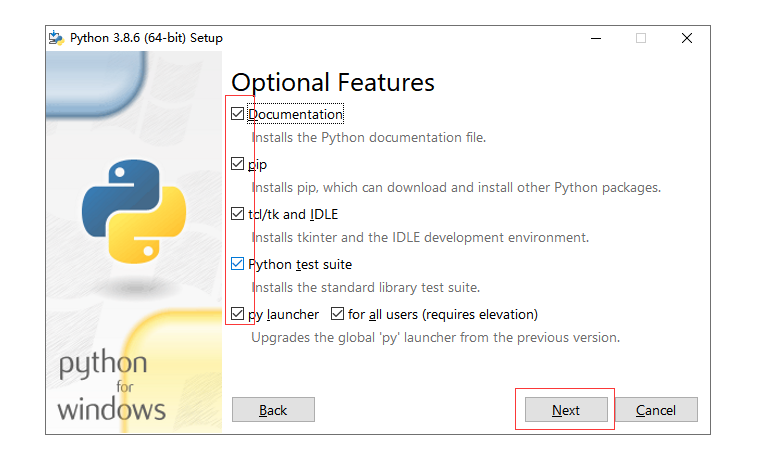 Python 3.8.6 (64-bit) Setup
Optional Features
Documentation
Installs the Python documentation file.
pip
Installs pip, which can download and install other Python packages.
tcl/tk and IDLE
Installs tkinter and the IDLE development environment.
Python test suite
Installs the standard library test suite.
py launcher for all users (requires elevation)
Upgrades the global 'py' launcher from the previous version.
python
for
windows
Back Next Cancel